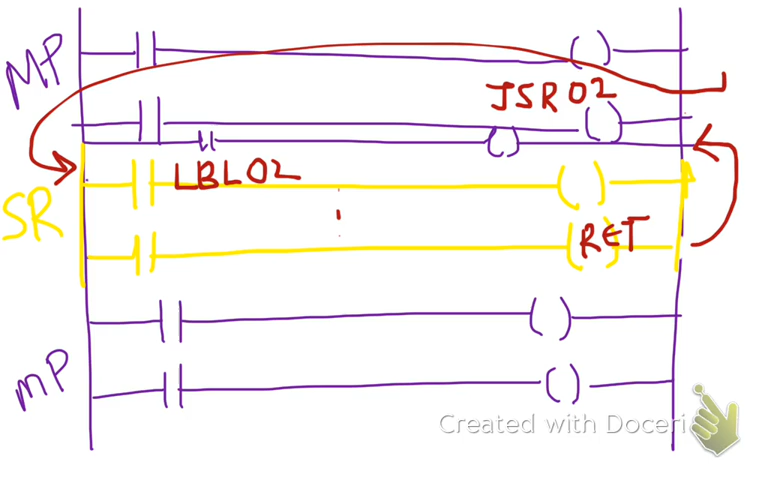 MP
JSR02
LBL02
SR
RET
mP
Created with Doceri